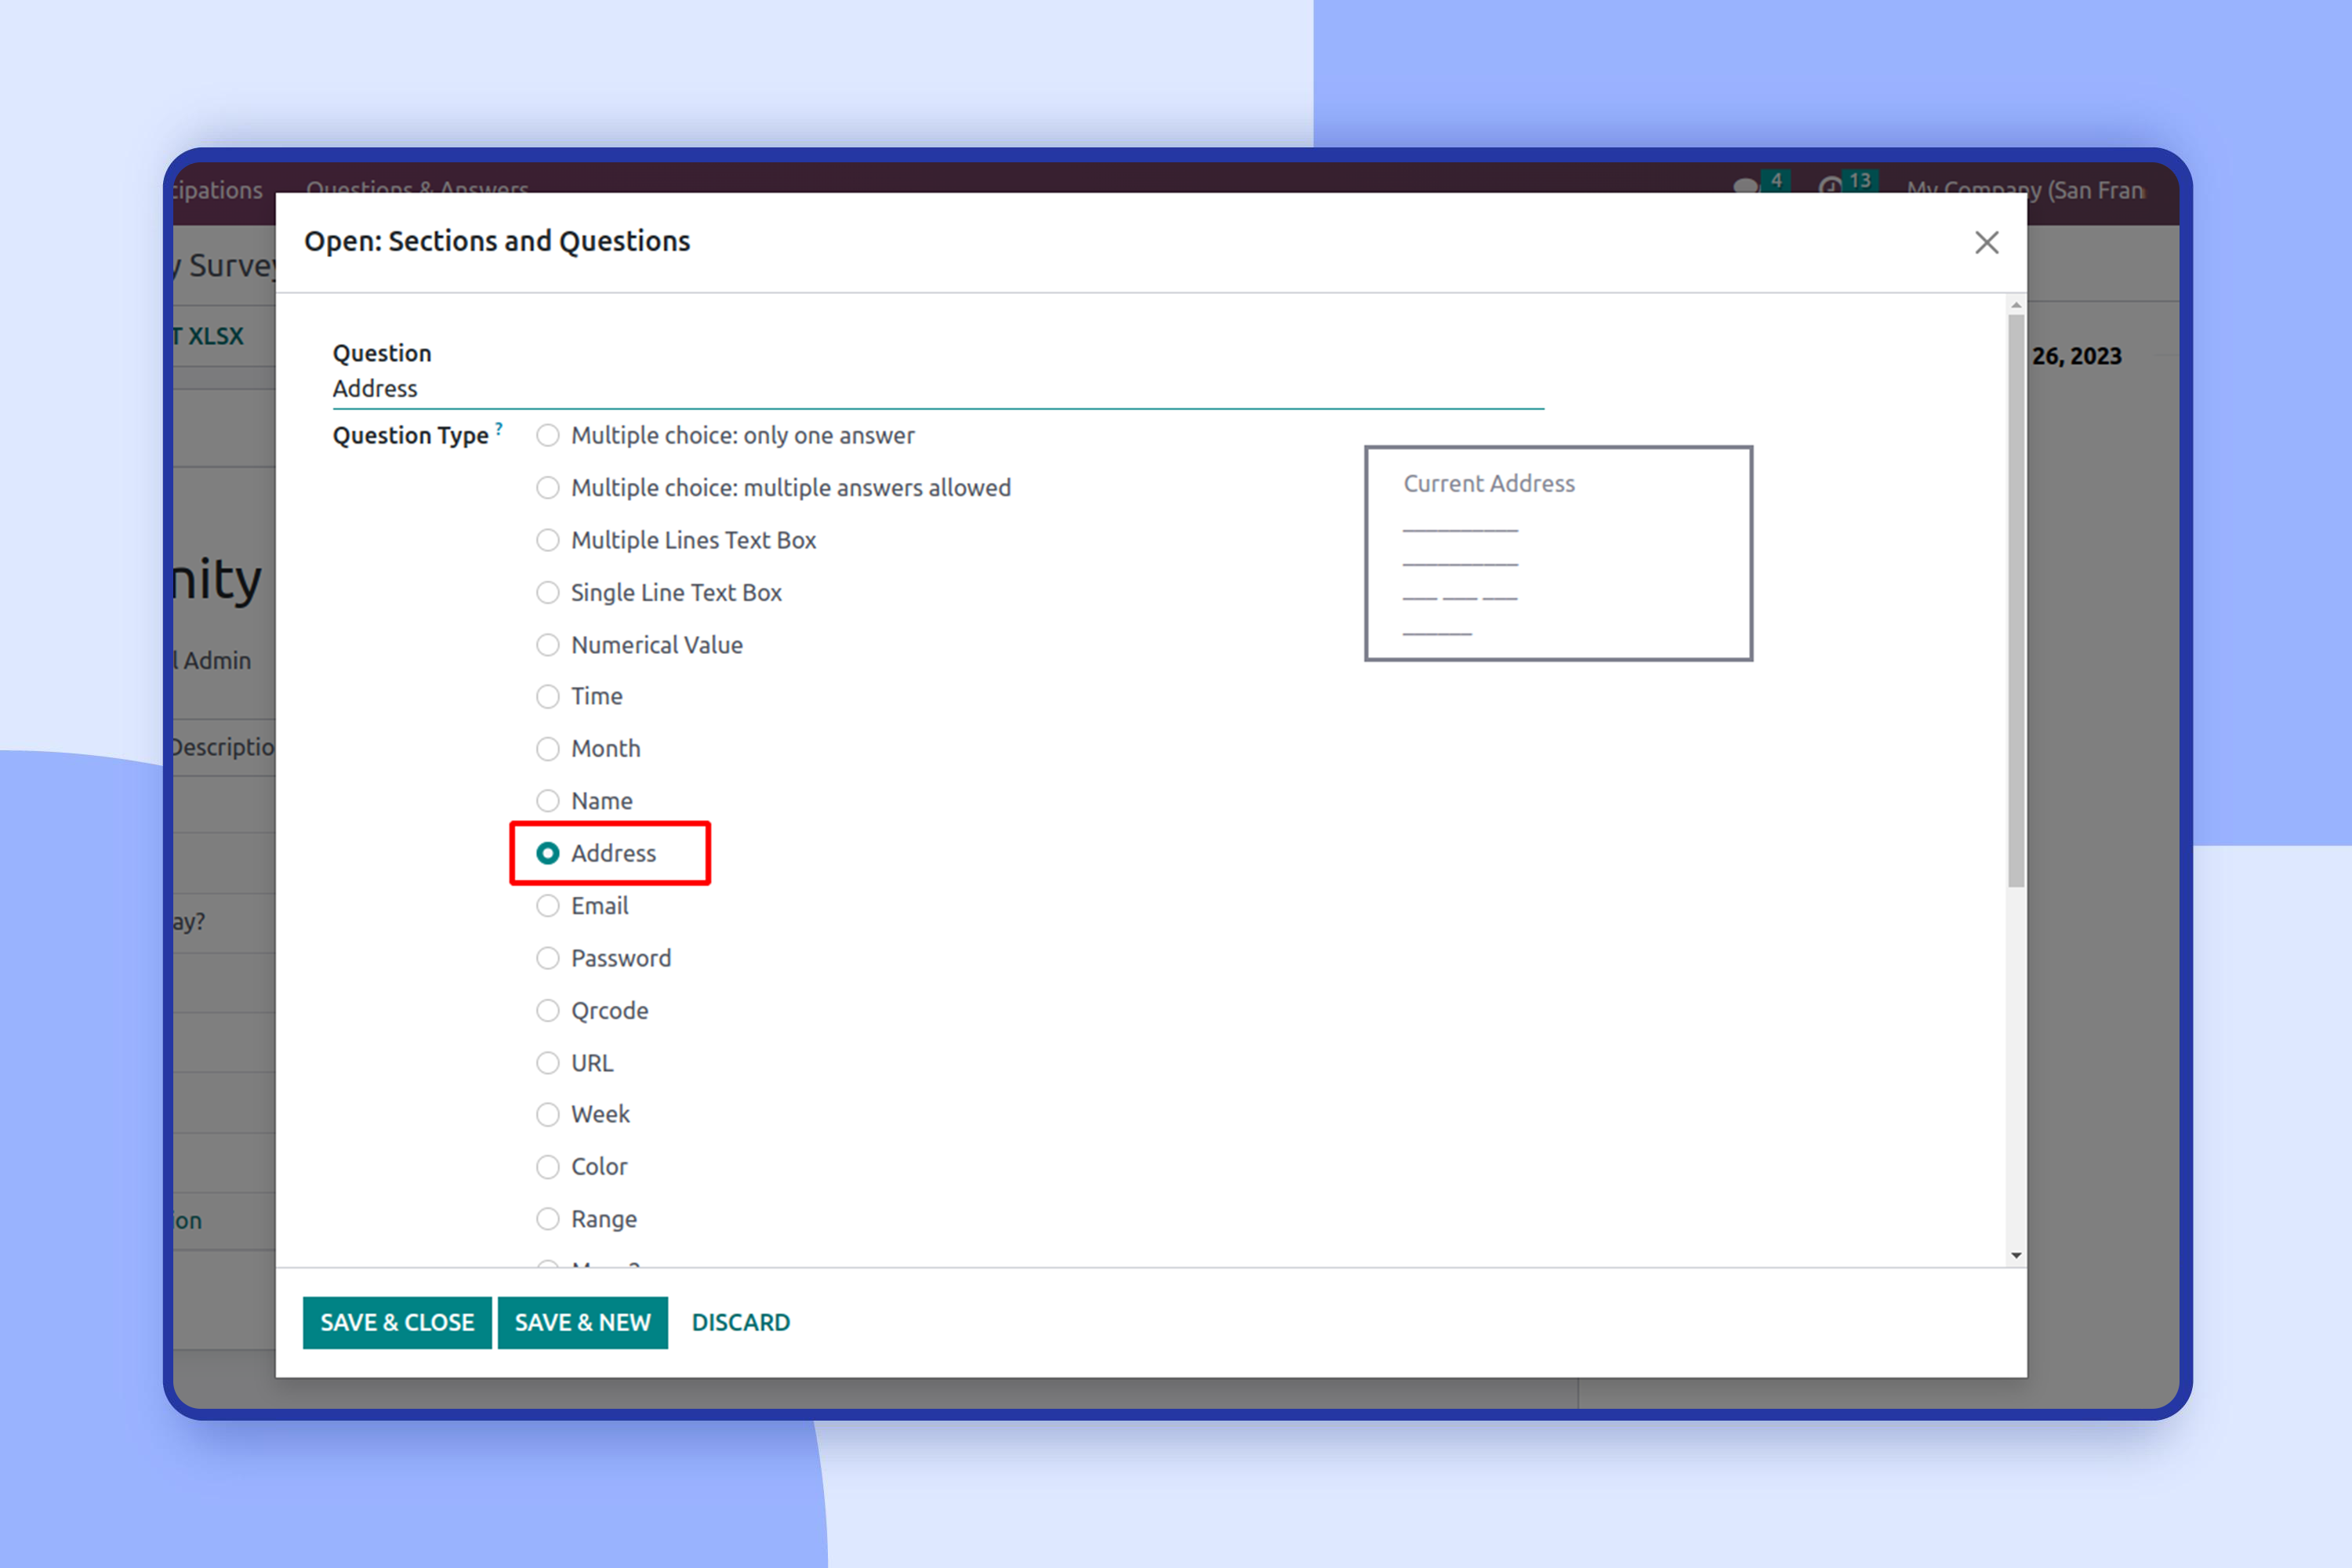 Questions & Answers
4
13
My Company (San Fran
Open: Sections and Questions
y Survey
T XLSX
26, 2023
Question
Address
Question Type ?
Multiple choice: only one answer
Multiple choice: multiple answers allowed
Multiple Lines Text Box
Single Line Text Box
Numerical Value
Time
Month
Name
Address
Email
Password
Qrcode
URL
Week
Color
Range
Current Address
nity
l Admin
Descriptio
ay?
ion
SAVE & CLOSE
SAVE & NEW
DISCARD